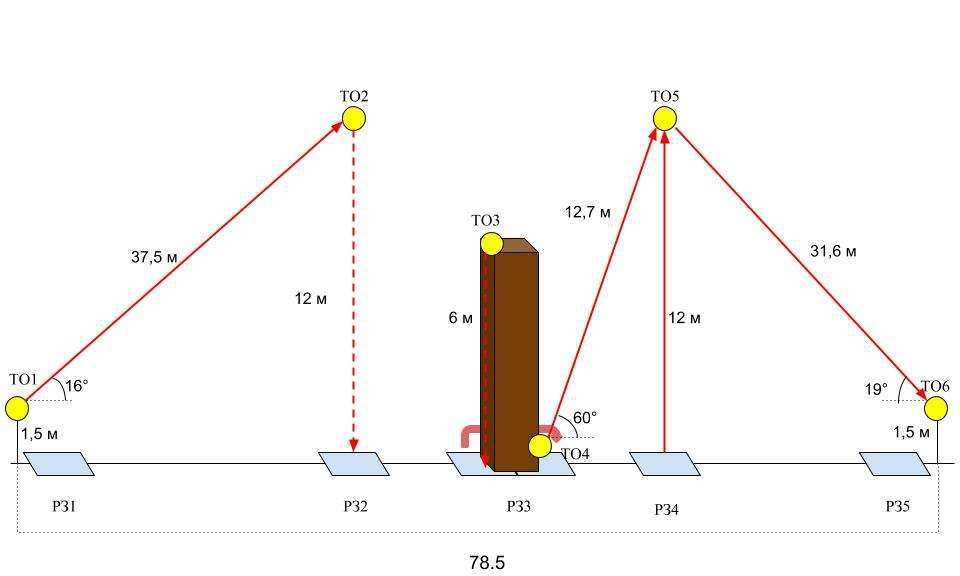 ТО2
ТО5
ТО3
12,7 м
37,5 м
31,6 м
12 м
6 м
12 м
ТО1
16°
19°
ТО6
60°
1,5 м
1,5 м
ТО4
РЗ1
РЗ2
РЗ3
РЗ4
РЗ5
78.5